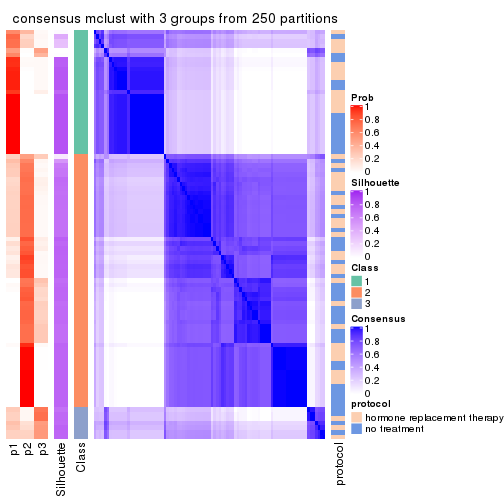 consensus mclust with 3 groups from 250 partitions
Prob
1
0.8
0.6
0.4
0.2
0
Silhouette
1
0.8
0.6
0.4
0.2
0
Class
1
2
3
Consensus
1
0.8
0.6
0.4
0.2
0
protocol
hormone replacement therapy
no treatment
p1
p2
p3
Silhouette
Class
protocol